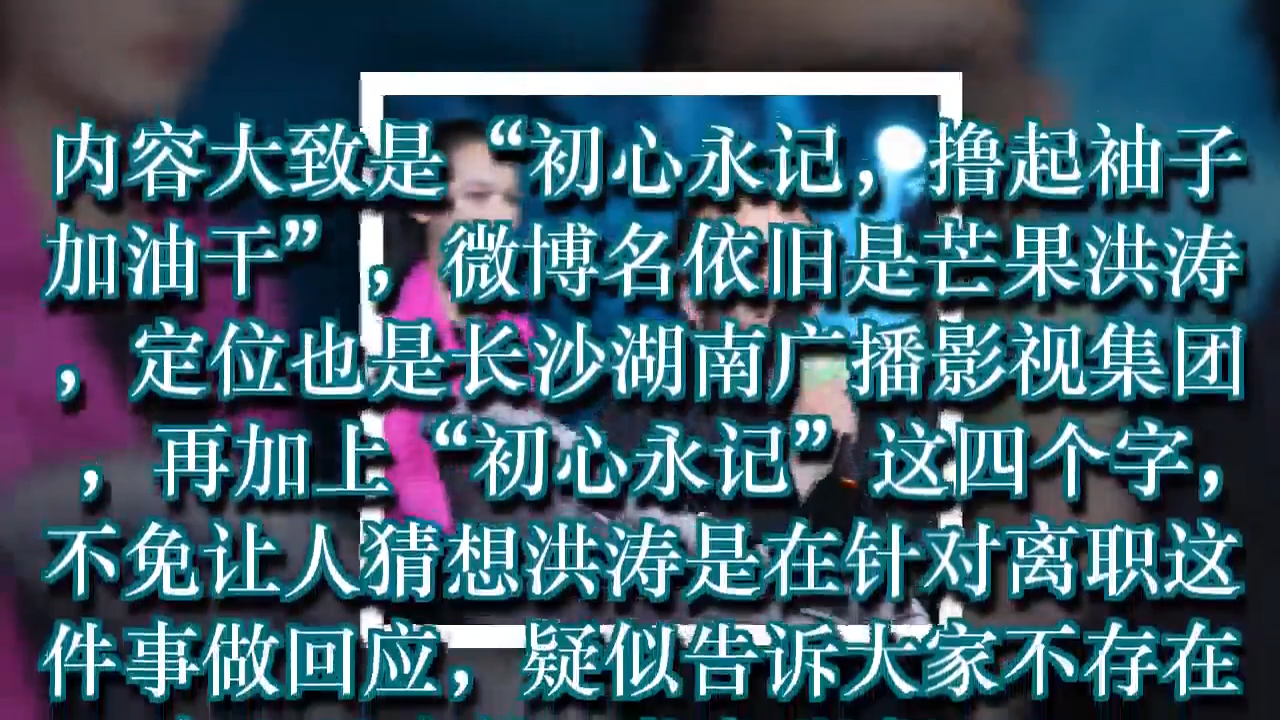 内容大致是“初心永记，撸起袖子
加油干”，微博名依旧是芒果洪涛
，定位也是长沙湖南广播影视集团
，再加上“初心永记”这四个字，
不免让人猜想洪涛是在针对离职这
件事做回应，疑似告诉大家不存在